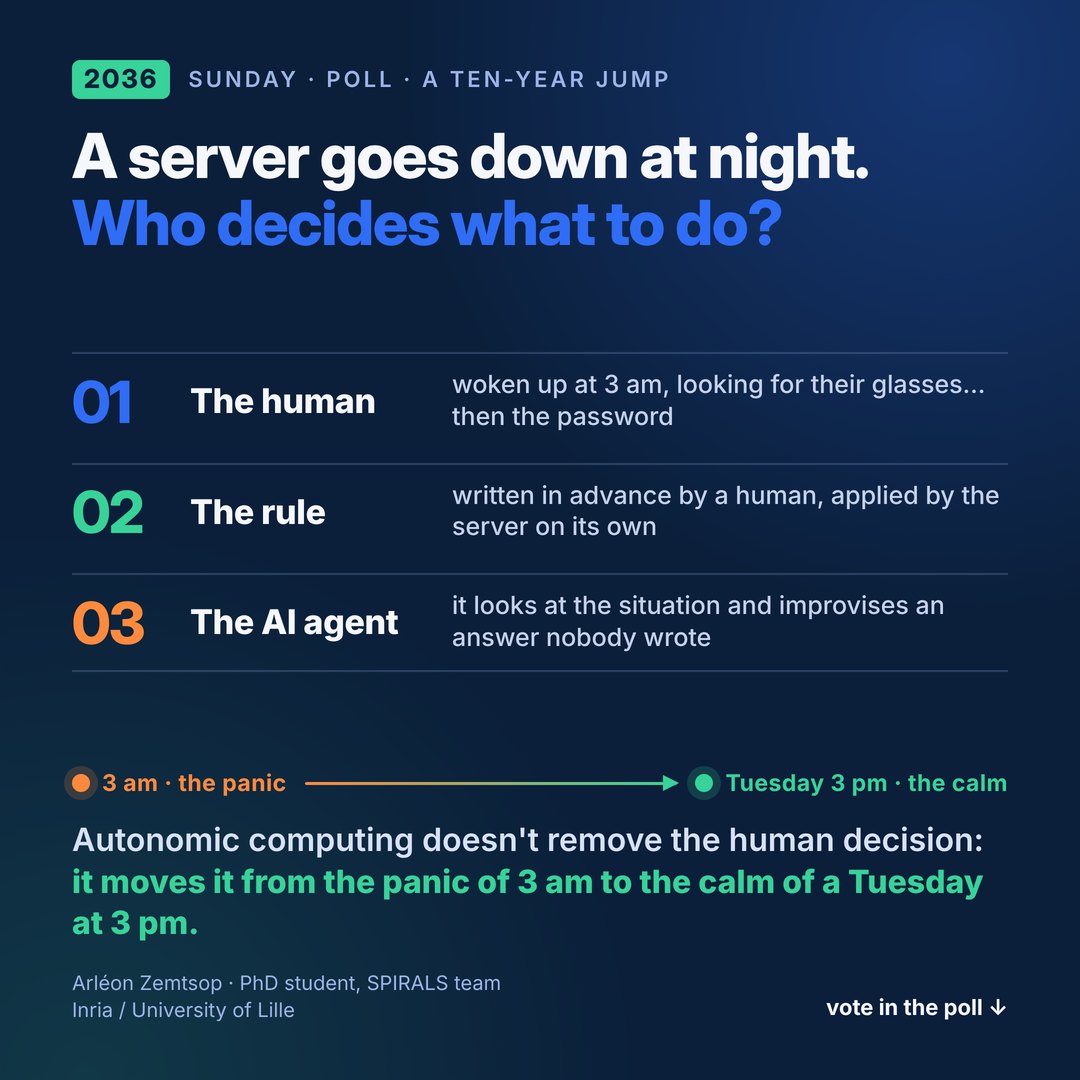 2036 SUNDAY · POLL · A TEN-YEAR JUMP
A server goes down at night.
Who decides what to do?
01 The human woken up at 3 am, looking for their glasses…
then the password
02 The rule written in advance by a human, applied by the
server on its own
03 The AI agent it looks at the situation and improvises an
answer nobody wrote
3 am · the panic Tuesday 3 pm · the calm
Autonomic computing doesn't remove the human decision:
it moves it from the panic of 3 am to the calm of a Tuesday
at 3 pm.
Arléon Zemtsop · PhD student, SPIRALS team
Inria / University of Lille
vote in the poll ↓